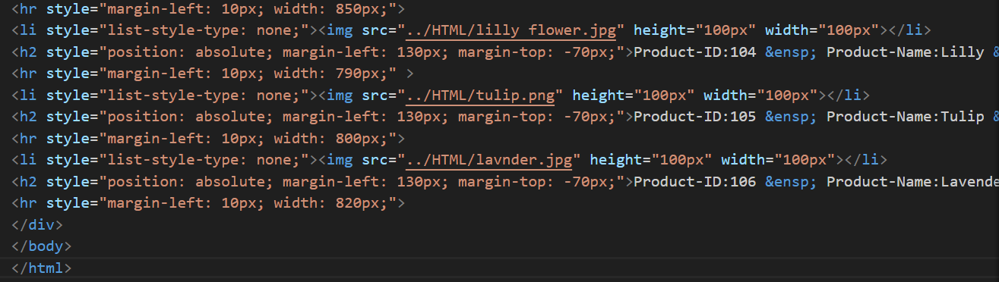 <hr style="margin-left: 10px; width: 850px;">
<li style="list-style-type: none;"><img src="../HTML/lilly flower.jpg" height="100px" width="100px"></li>
<h2 style="position: absolute; margin-left: 130px; margin-top: -70px;">Product-ID:104 &ensp; Product-Name:Lilly &
<hr style="margin-left: 10px; width: 790px;" >
<li style="list-style-type: none;"><img src="../HTML/tulip.png" height="100px" width="100px"></li>
<h2 style="position: absolute; margin-left: 130px; margin-top: -70px;">Product-ID:105 &ensp; Product-Name:Tulip &
<hr style="margin-left: 10px; width: 800px;">
<li style="list-style-type: none;"><img src="../HTML/lavnder.jpg" height="100px" width="100px"></li>
<h2 style="position: absolute; margin-left: 130px; margin-top: -70px;">Product-ID:106 &ensp; Product-Name:Lavende
<hr style="margin-left: 10px; width: 820px;">
</div>
</body>
</html>